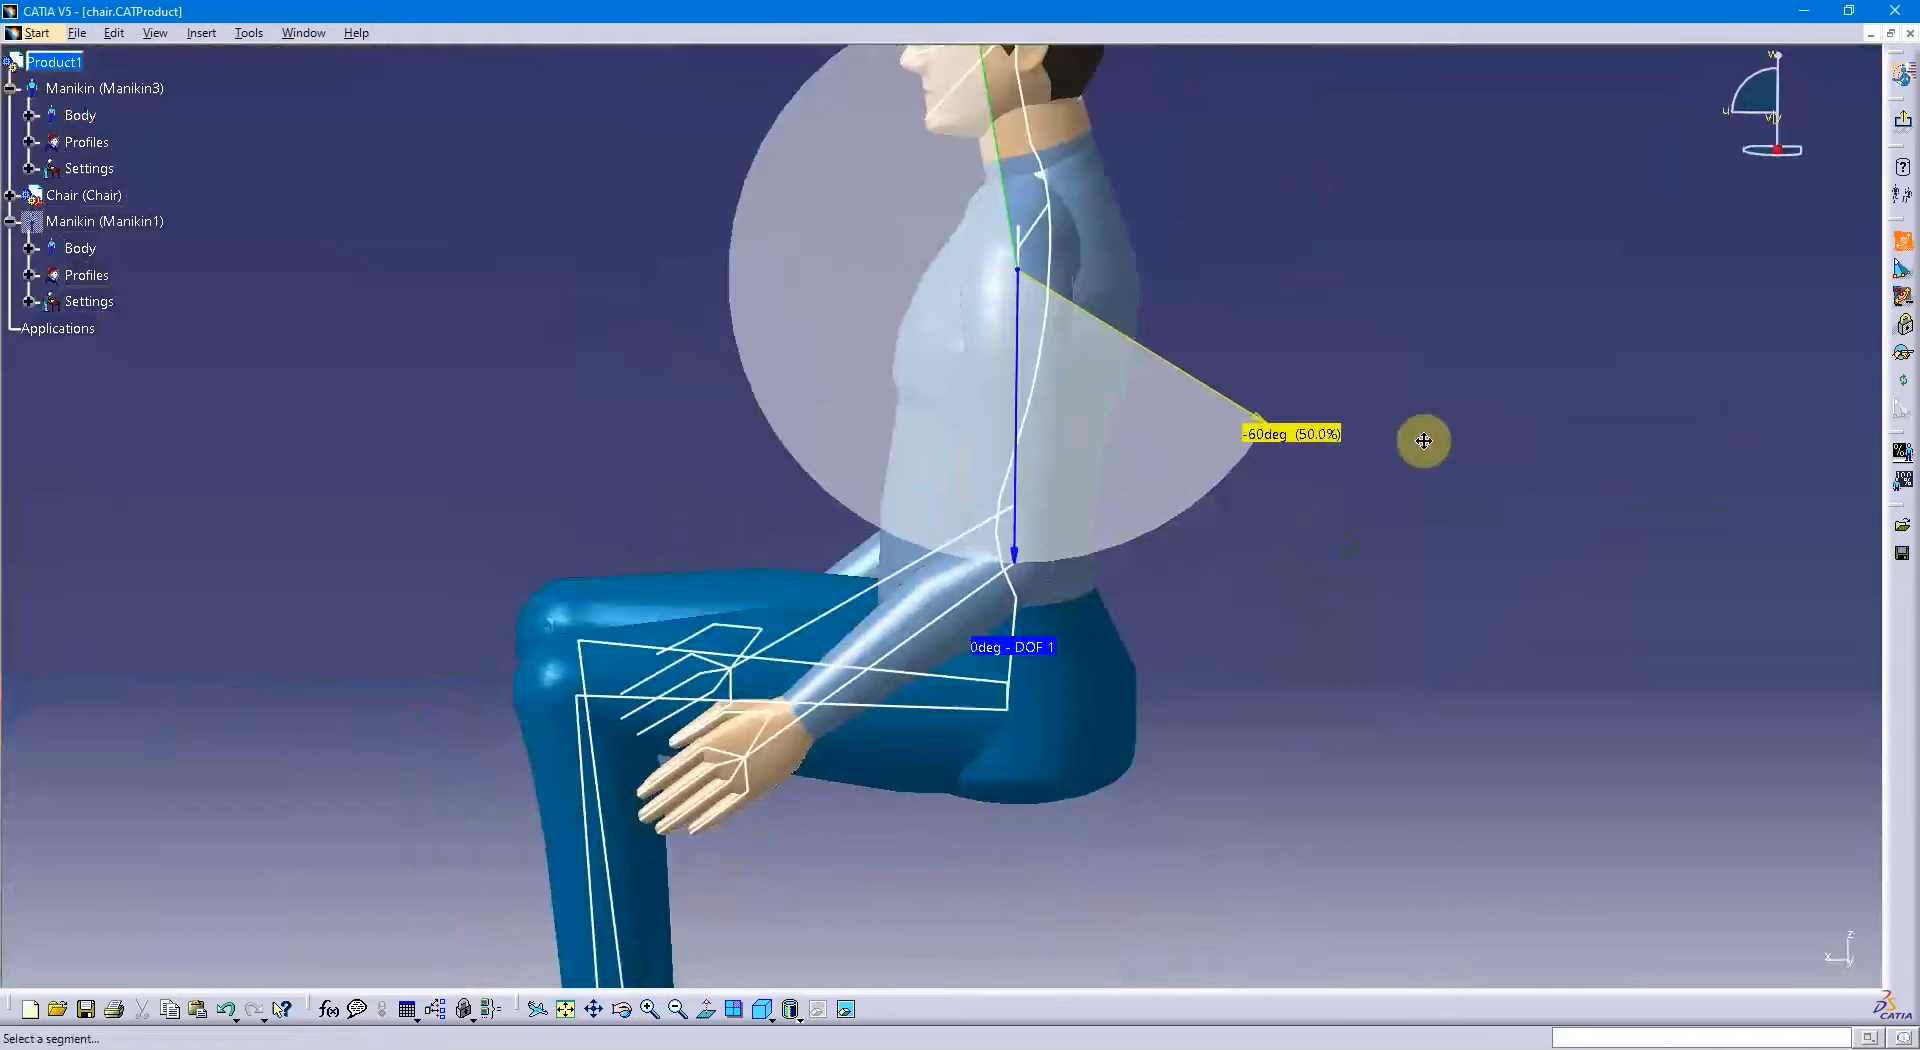 CATIA V5 - [chair.CATProduct]
Start File Edit View Insert Tools Window Help
Product1
Manikin (Manikin3)
Body
Profiles
Settings
Chair (Chair)
Manikin (Manikin1)
Body
Profiles
Settings
Applications
w
u
-60deg (50.0%)
0deg - DOF 1
z
x
y
f(x)
CATIA
Select a segment...